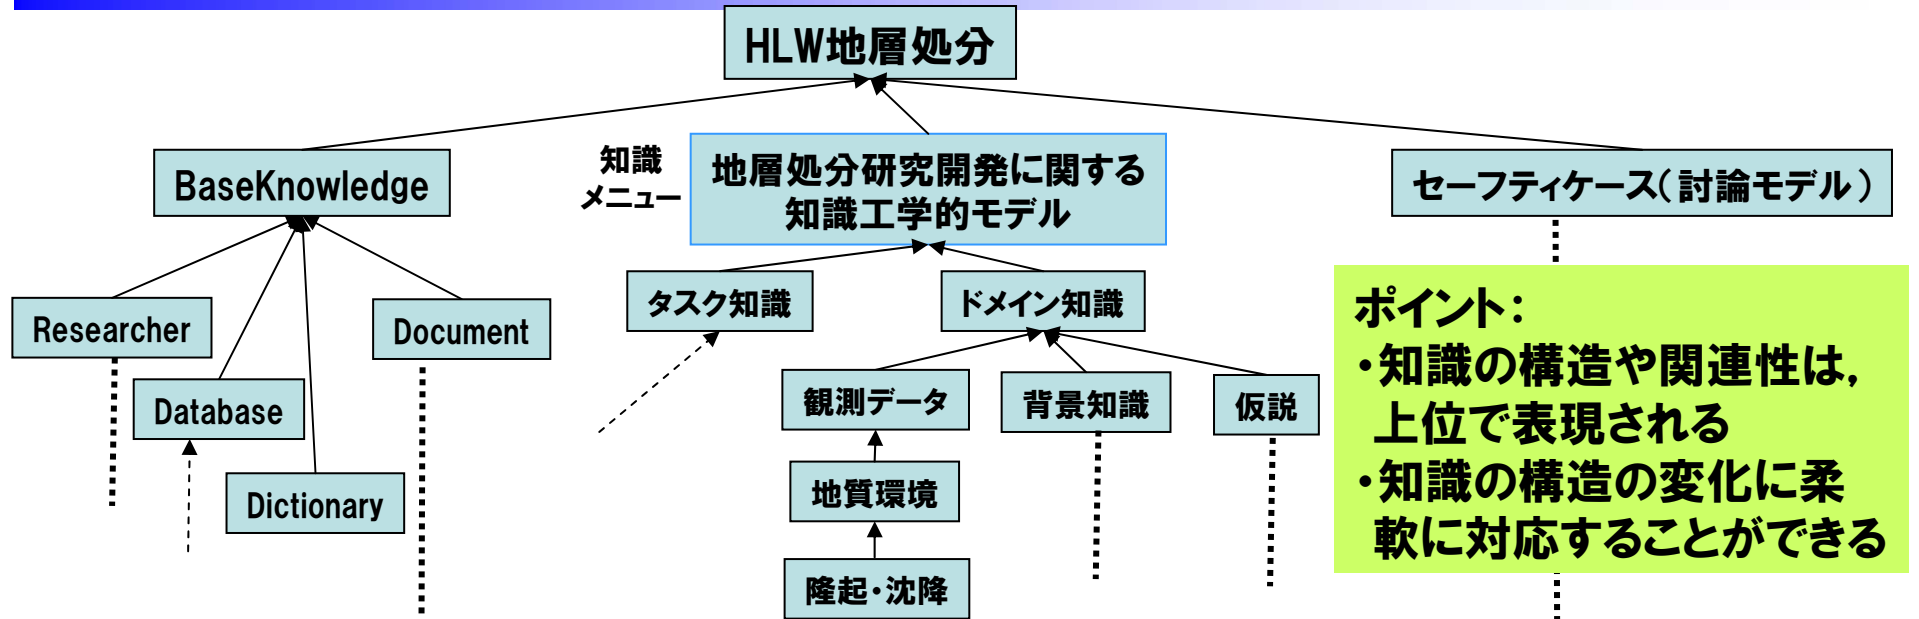 HLW地層処分
BaseKnowledge
知識
メニュー
地層処分研究開発に関する
知識工学的モデル
セーフティケース(討論モデル)
Researcher
Database
Dictionary
Document
タスク知識
ドメイン知識
観測データ
背景知識
仮説
地質環境
隆起・沈降
ポイント:
・知識の構造や関連性は,
上位で表現される
・知識の構造の変化に柔
軟に対応することができる